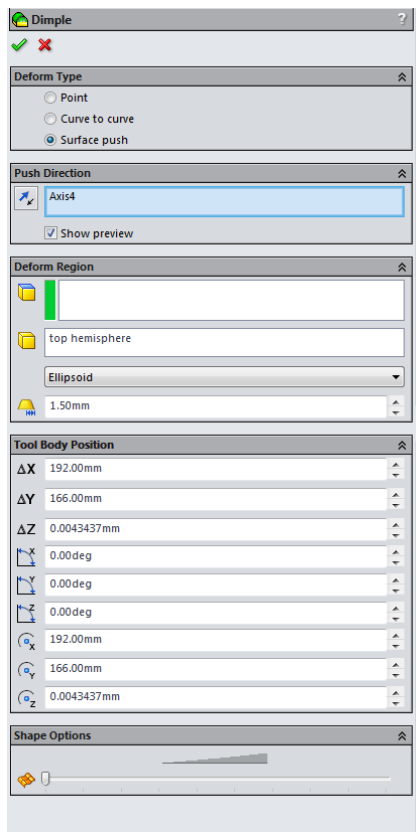 Dimple
?
Deform Type
Point
Curve to curve
Surface push
Push Direction
Axis4
Show preview
Deform Region
top hemisphere
Ellipsoid
1.50mm
Tool Body Position
ΔX 192.00mm
ΔY 166.00mm
ΔZ 0.0043437mm
X 0.00deg
Y 0.00deg
Z 0.00deg
X 192.00mm
Y 166.00mm
Z 0.0043437mm
Shape Options